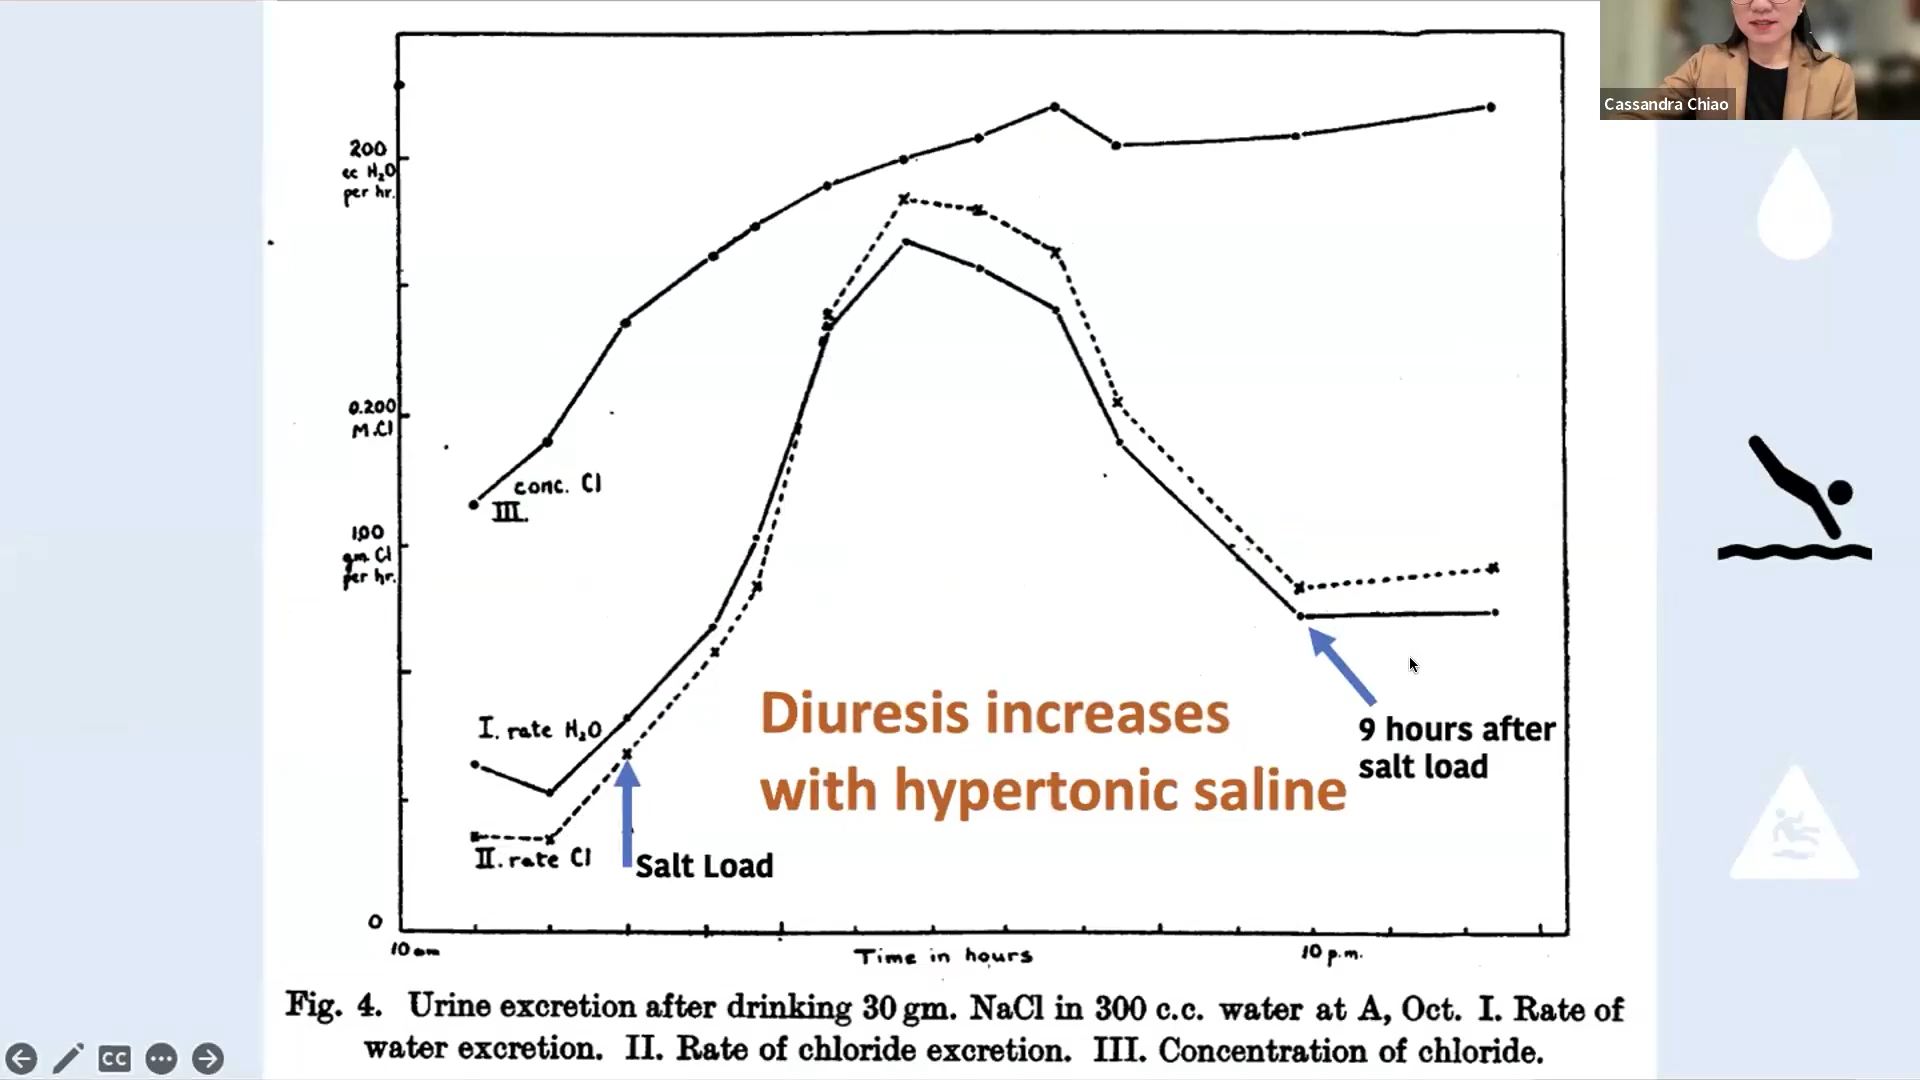 Cassandra Chiao
200
cc H₂O
per hr.
0.200
M.Cl
1.00
gm Cl
per hr.
0
conc. Cl
III.
I. rate H₂O
II. rate Cl
Salt Load
Diuresis increases
with hypertonic saline
9 hours after
salt load
10 am
Time in hours
10 p.m.
Fig. 4. Urine excretion after drinking 30 gm. NaCl in 300 c.c. water at A, Oct. I. Rate of
water excretion. II. Rate of chloride excretion. III. Concentration of chloride.
CC